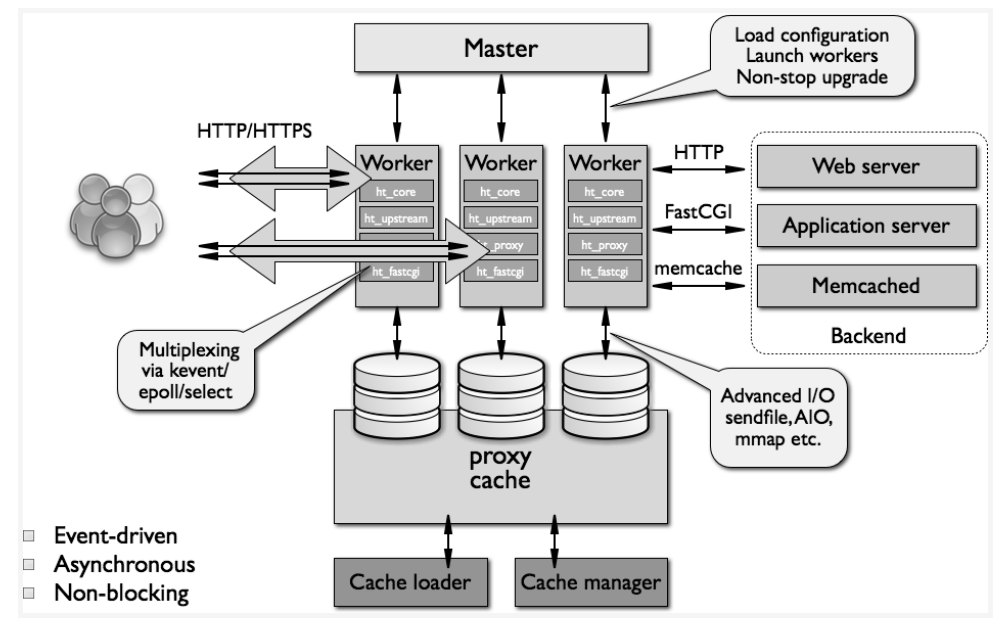 Master
Load configuration
Launch workers
Non-stop upgrade
HTTP/HTTPS
Worker
ht_core
ht_upstream
ht_fastcgi
Worker
ht_core
ht_upstream
ht_proxy
ht_fastcgi
Worker
ht_core
ht_upstream
ht_proxy
ht_fastcgi
HTTP
FastCGI
memcache
Web server
Application server
Memcached
Backend
Multiplexing
via kevent/
epoll/select
Advanced I/O
sendfile, AIO,
mmap etc.
proxy
cache
Cache loader
Cache manager
Event-driven
Asynchronous
Non-blocking